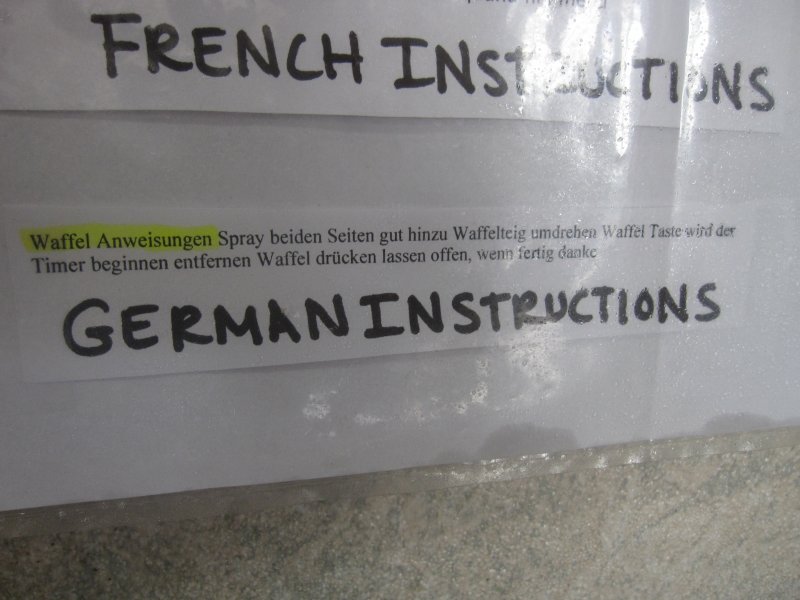 FRENCH INSTRUCTIONS
Waffel Anweisungen Spray beiden Seiten gut hinzu Waffelteig umdrehen Waffel Taste wird der
Timer beginnen entfernen Waffel drücken lassen offen, wenn fertig danke
GERMAN INSTRUCTIONS